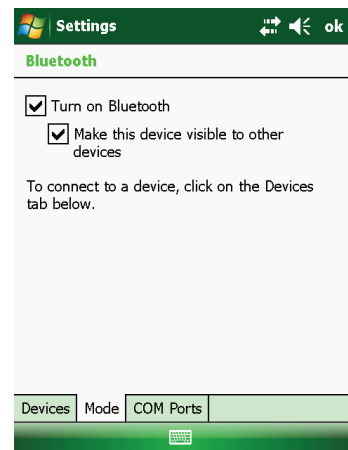 Settings ok
Bluetooth
Turn on Bluetooth
Make this device visible to other
devices
To connect to a device, click on the Devices
tab below.
Devices Mode COM Ports